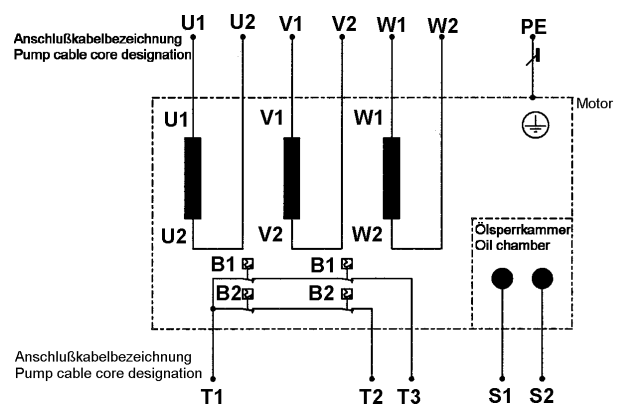 U1 U2 V1 V2 W1 W2 PE
Anschlußkabelbezeichnung
Pump cable core designation
Motor
U1 V1 W1
U2 V2 W2
Ölsperrkammer
Oil chamber
B1 B1
B2 B2
Anschlußkabelbezeichnung
Pump cable core designation
T1 T2 T3 S1 S2